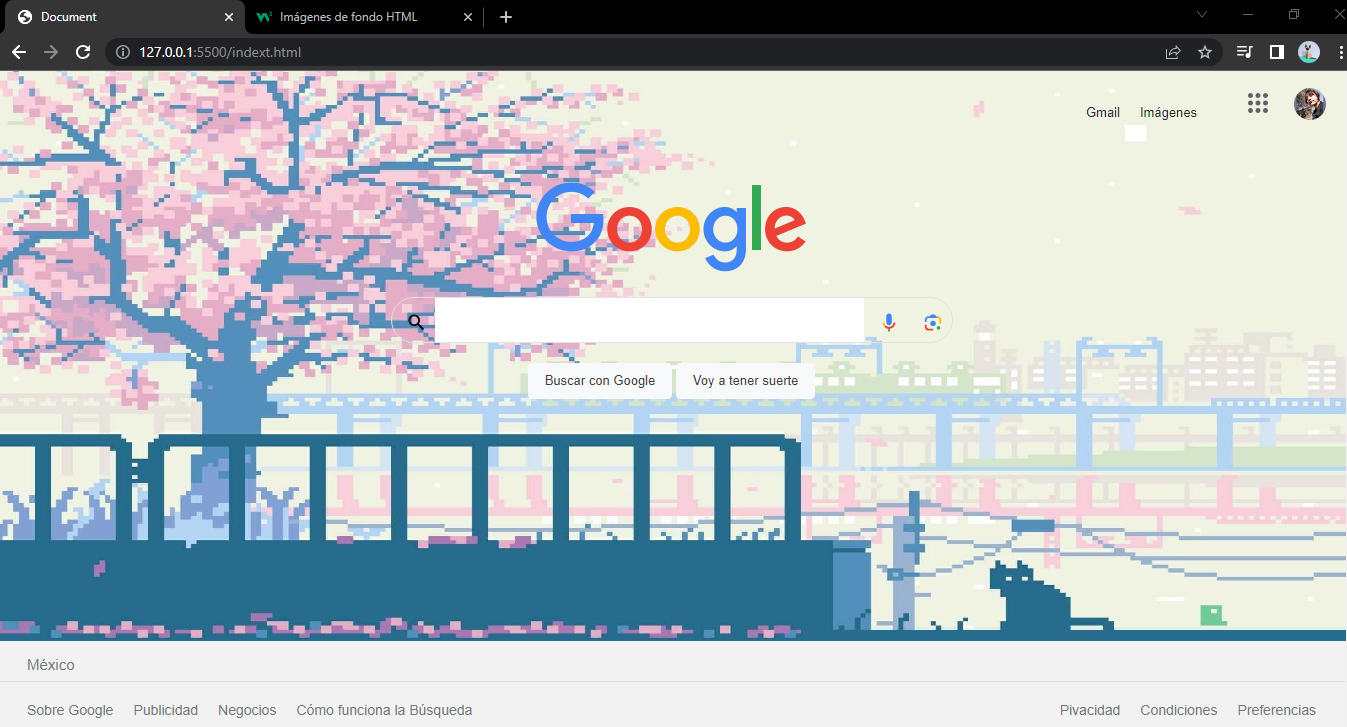 Document
Imágenes de fondo HTML
127.0.0.1:5500/indext.html
Gmail Imágenes
Google
Buscar con Google Voy a tener suerte
México
Sobre Google Publicidad Negocios Cómo funciona la Búsqueda Pivacidad Condiciones Preferencias